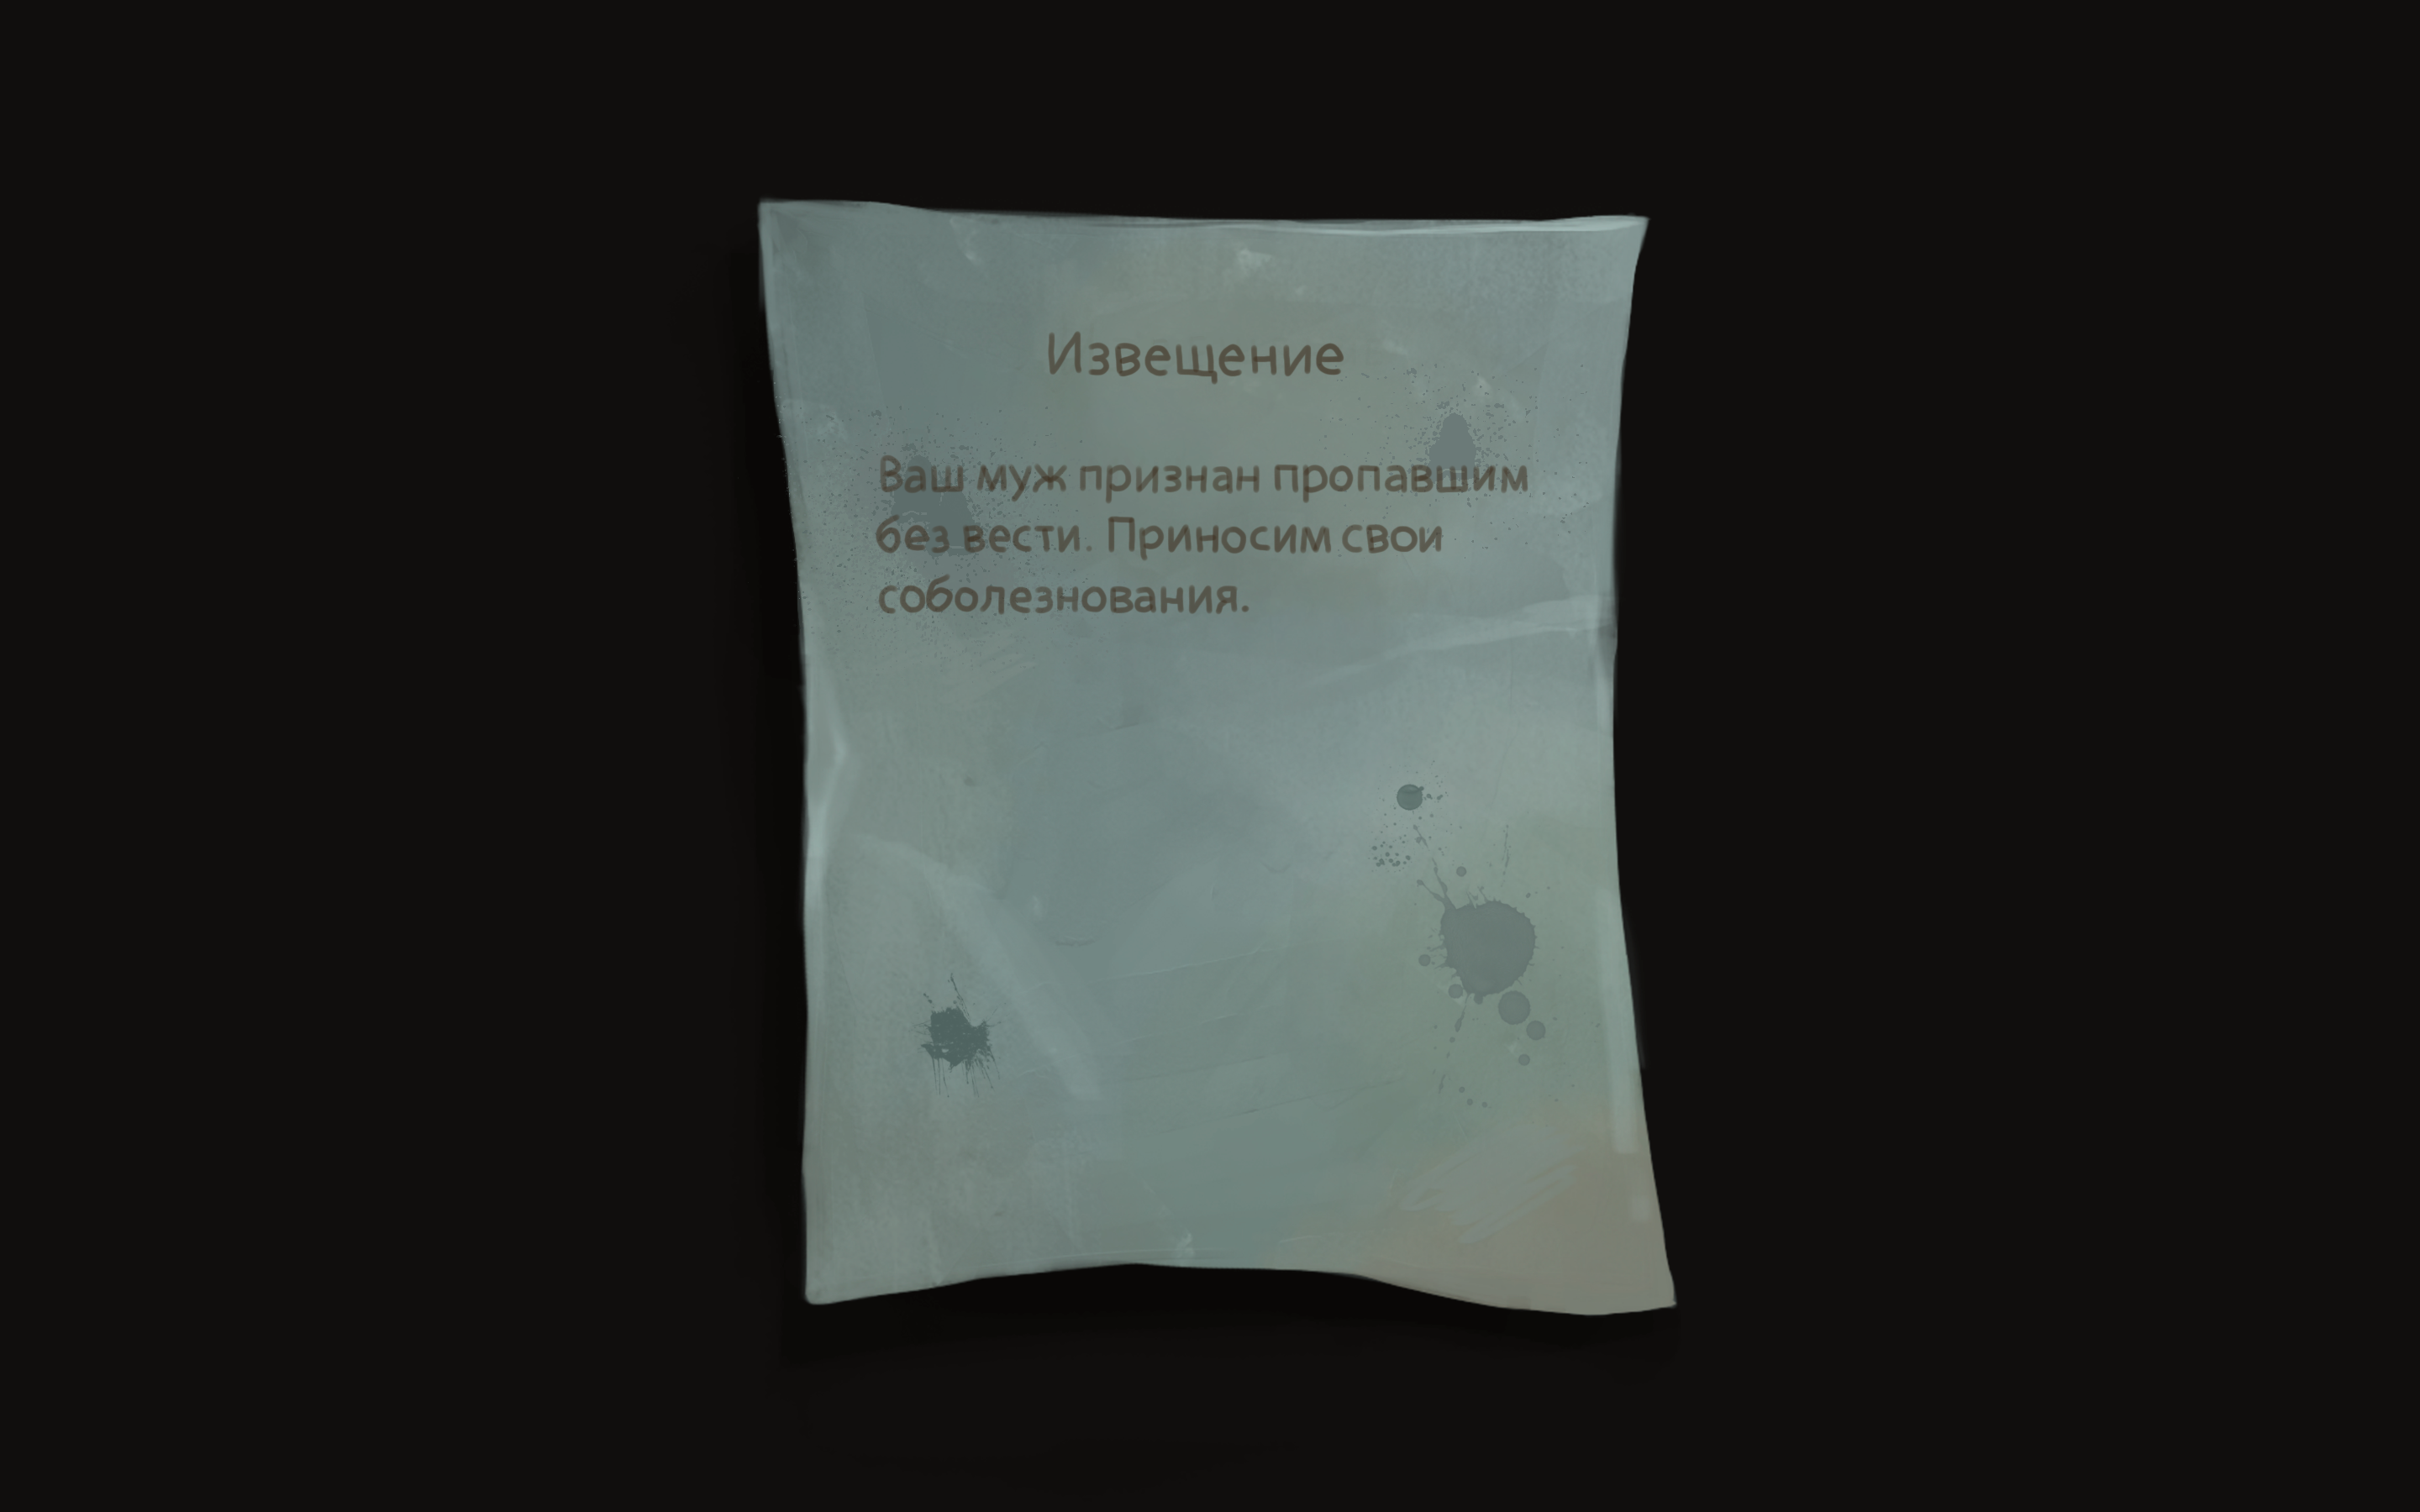 Извещение
Ваш муж признан пропавшим
без вести. Приносим свои
соболезнования.